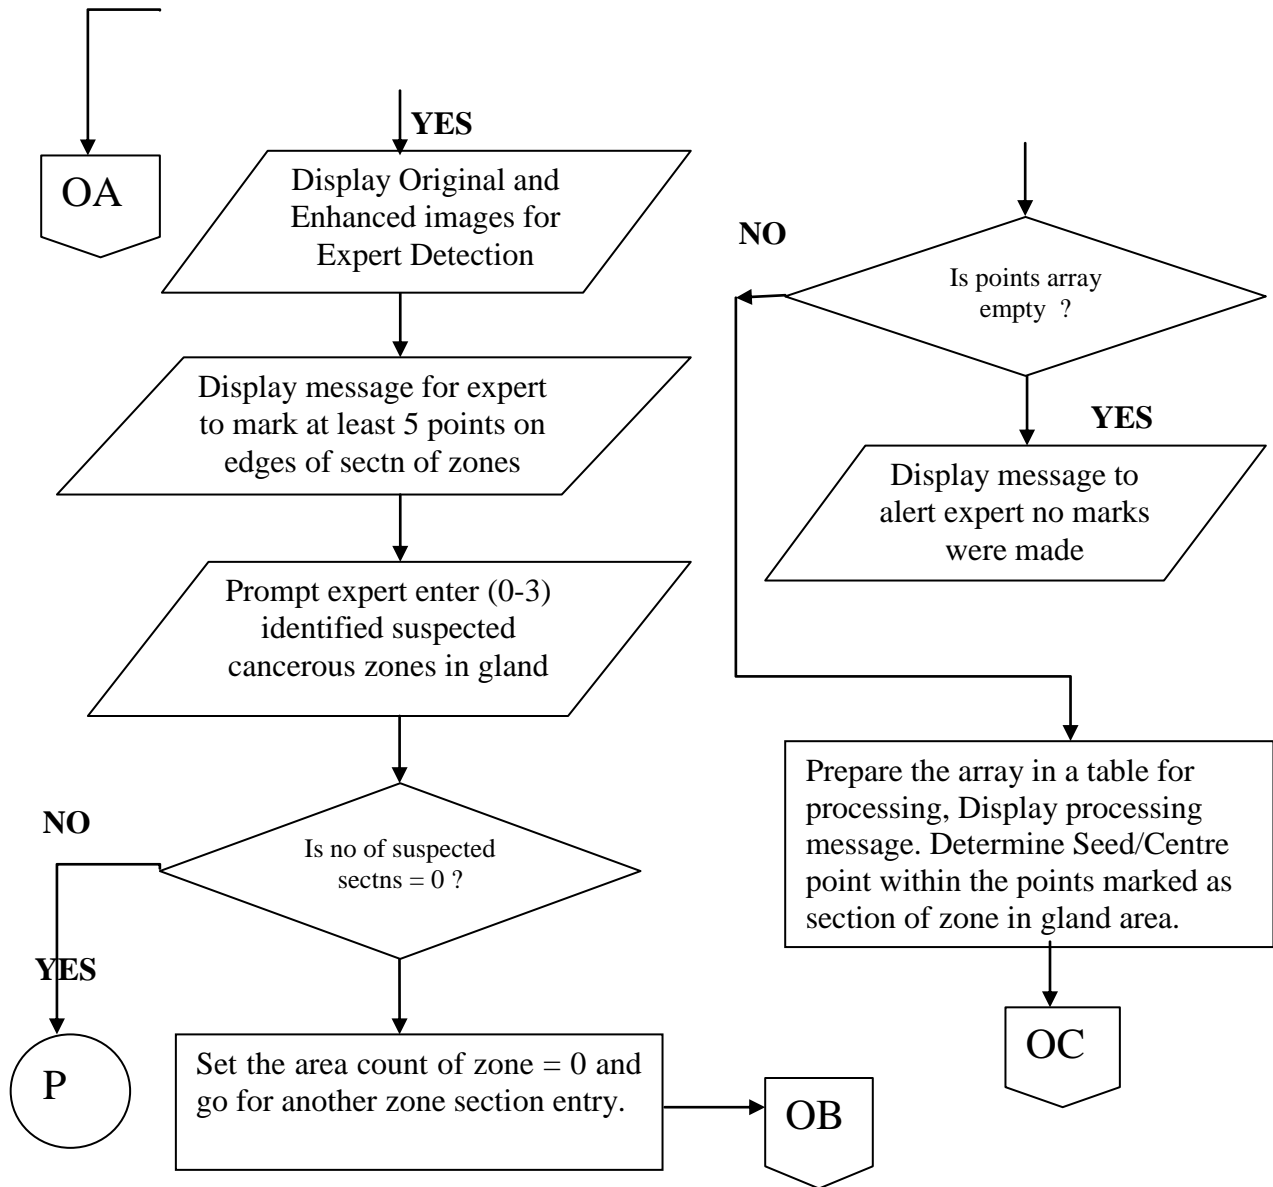 YES
OA
Display Original and
Enhanced images for
Expert Detection
Display message for expert
to mark at least 5 points on
edges of sectn of zones
Prompt expert enter (0-3)
identified suspected
cancerous zones in gland
NO
Is no of suspected
sectns = 0 ?
YES
P
Set the area count of zone = 0 and
go for another zone section entry.
OB
NO
Is points array
empty ?
YES
Display message to
alert expert no marks
were made
Prepare the array in a table for
processing, Display processing
message. Determine Seed/Centre
point within the points marked as
section of zone in gland area.
OC